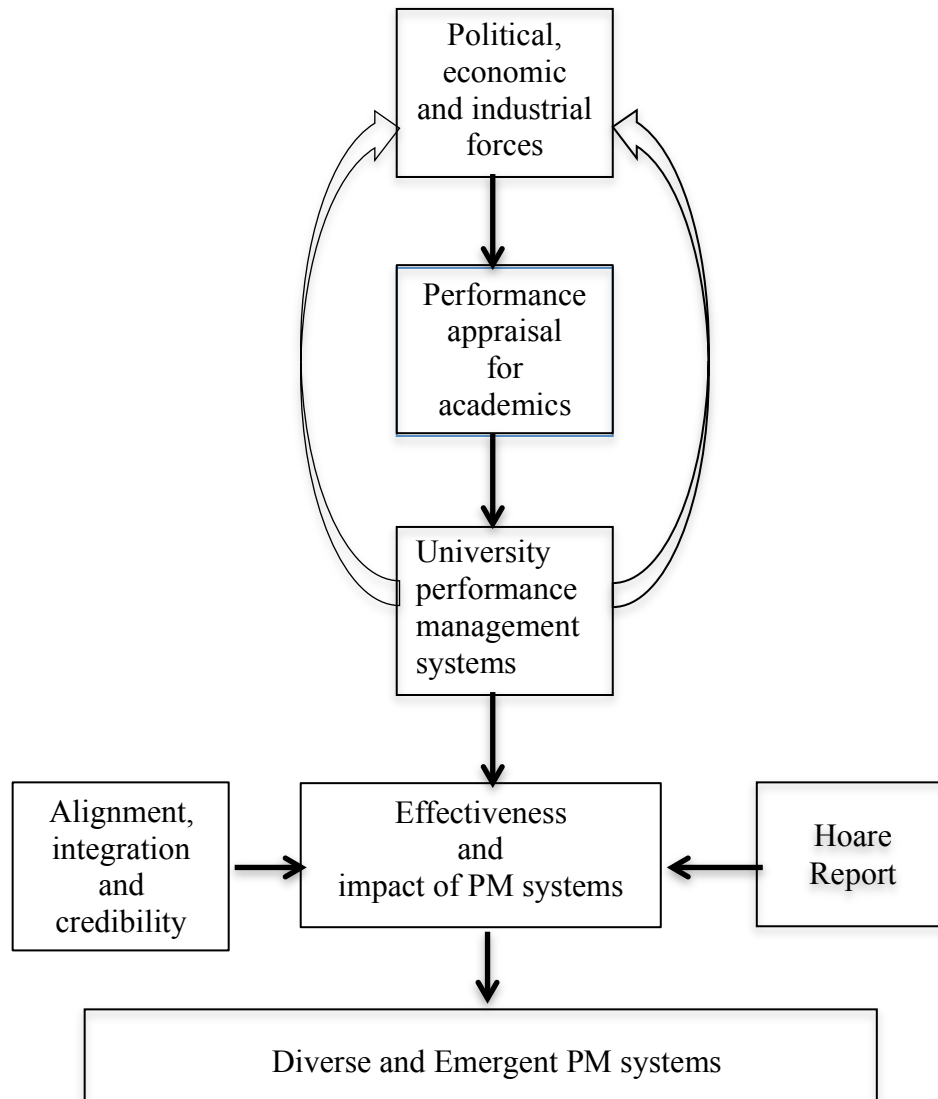 Political,
economic
and industrial
forces
Performance
appraisal
for
academics
University
performance
management
systems
Alignment,
integration
and
credibility
Effectiveness
and
impact of PM systems
Hoare
Report
Diverse and Emergent PM systems